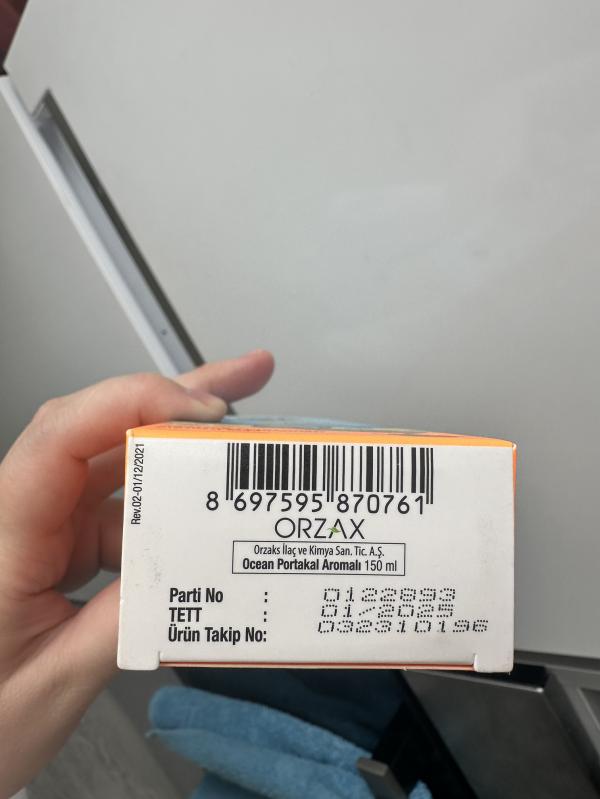 Rev.02-01/12/2021
8 697595 870761
ORZAX
Orzaks İlaç ve Kimya San. Tic. A.Ş.
Ocean Portakal Aromalı 150 ml
Parti No : 0122893
TETT : 01/2025
Ürün Takip No: 032310196